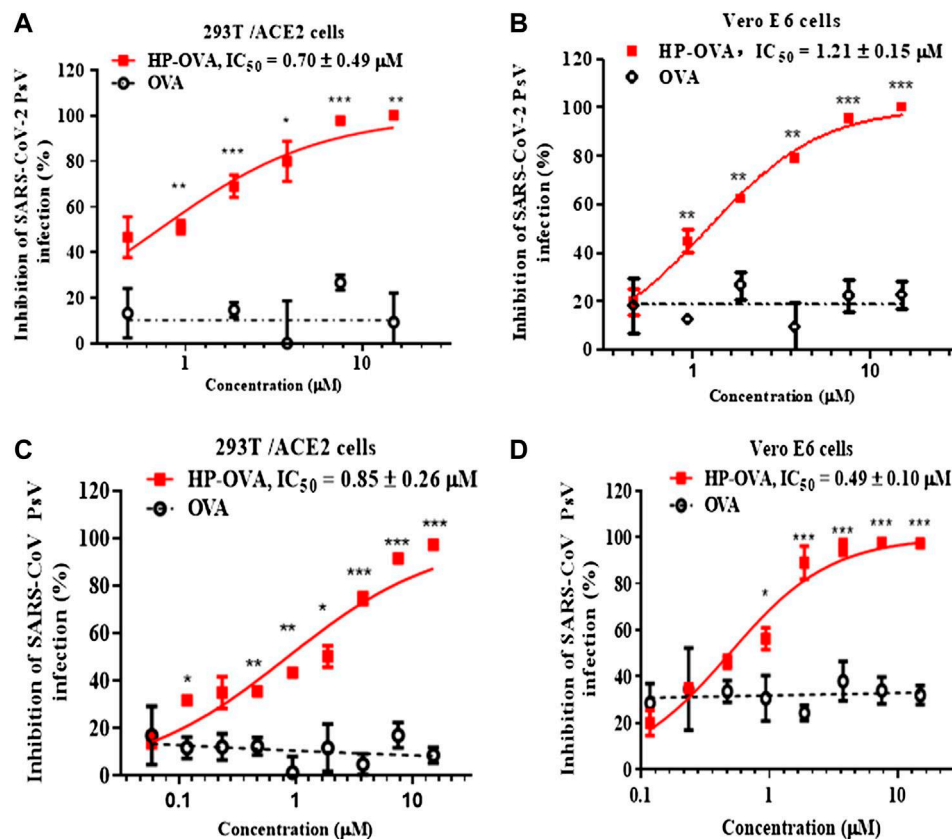 A
293T /ACE2 cells
HP-OVA, IC50 = 0.70 ± 0.49 μM
OVA
Inhibition of SARS-CoV-2 PsV
infection (%)
120
100
80
60
40
20
0
** *** * *** **
1 10
Concentration (μM)
B
Vero E6 cells
HP-OVA, IC50 = 1.21 ± 0.15 μM
OVA
Inhibition of SARS-CoV-2 PsV
infection (%)
120
100
80
60
40
20
0
** ** ** *** ***
1 10
Concentration (μM)
C
293T /ACE2 cells
HP-OVA, IC50 = 0.85 ± 0.26 μM
OVA
Inhibition of SARS-CoV PsV
infection (%)
120
100
80
60
40
20
0
* ** ** * *** *** ***
0.1 1 10
Concentration (μM)
D
Vero E6 cells
HP-OVA, IC50 = 0.49 ± 0.10 μM
OVA
Inhibition of SARS-CoV PsV
infection (%)
120
100
80
60
40
20
0
* *** *** *** ***
0.1 1 10
Concentration (μM)